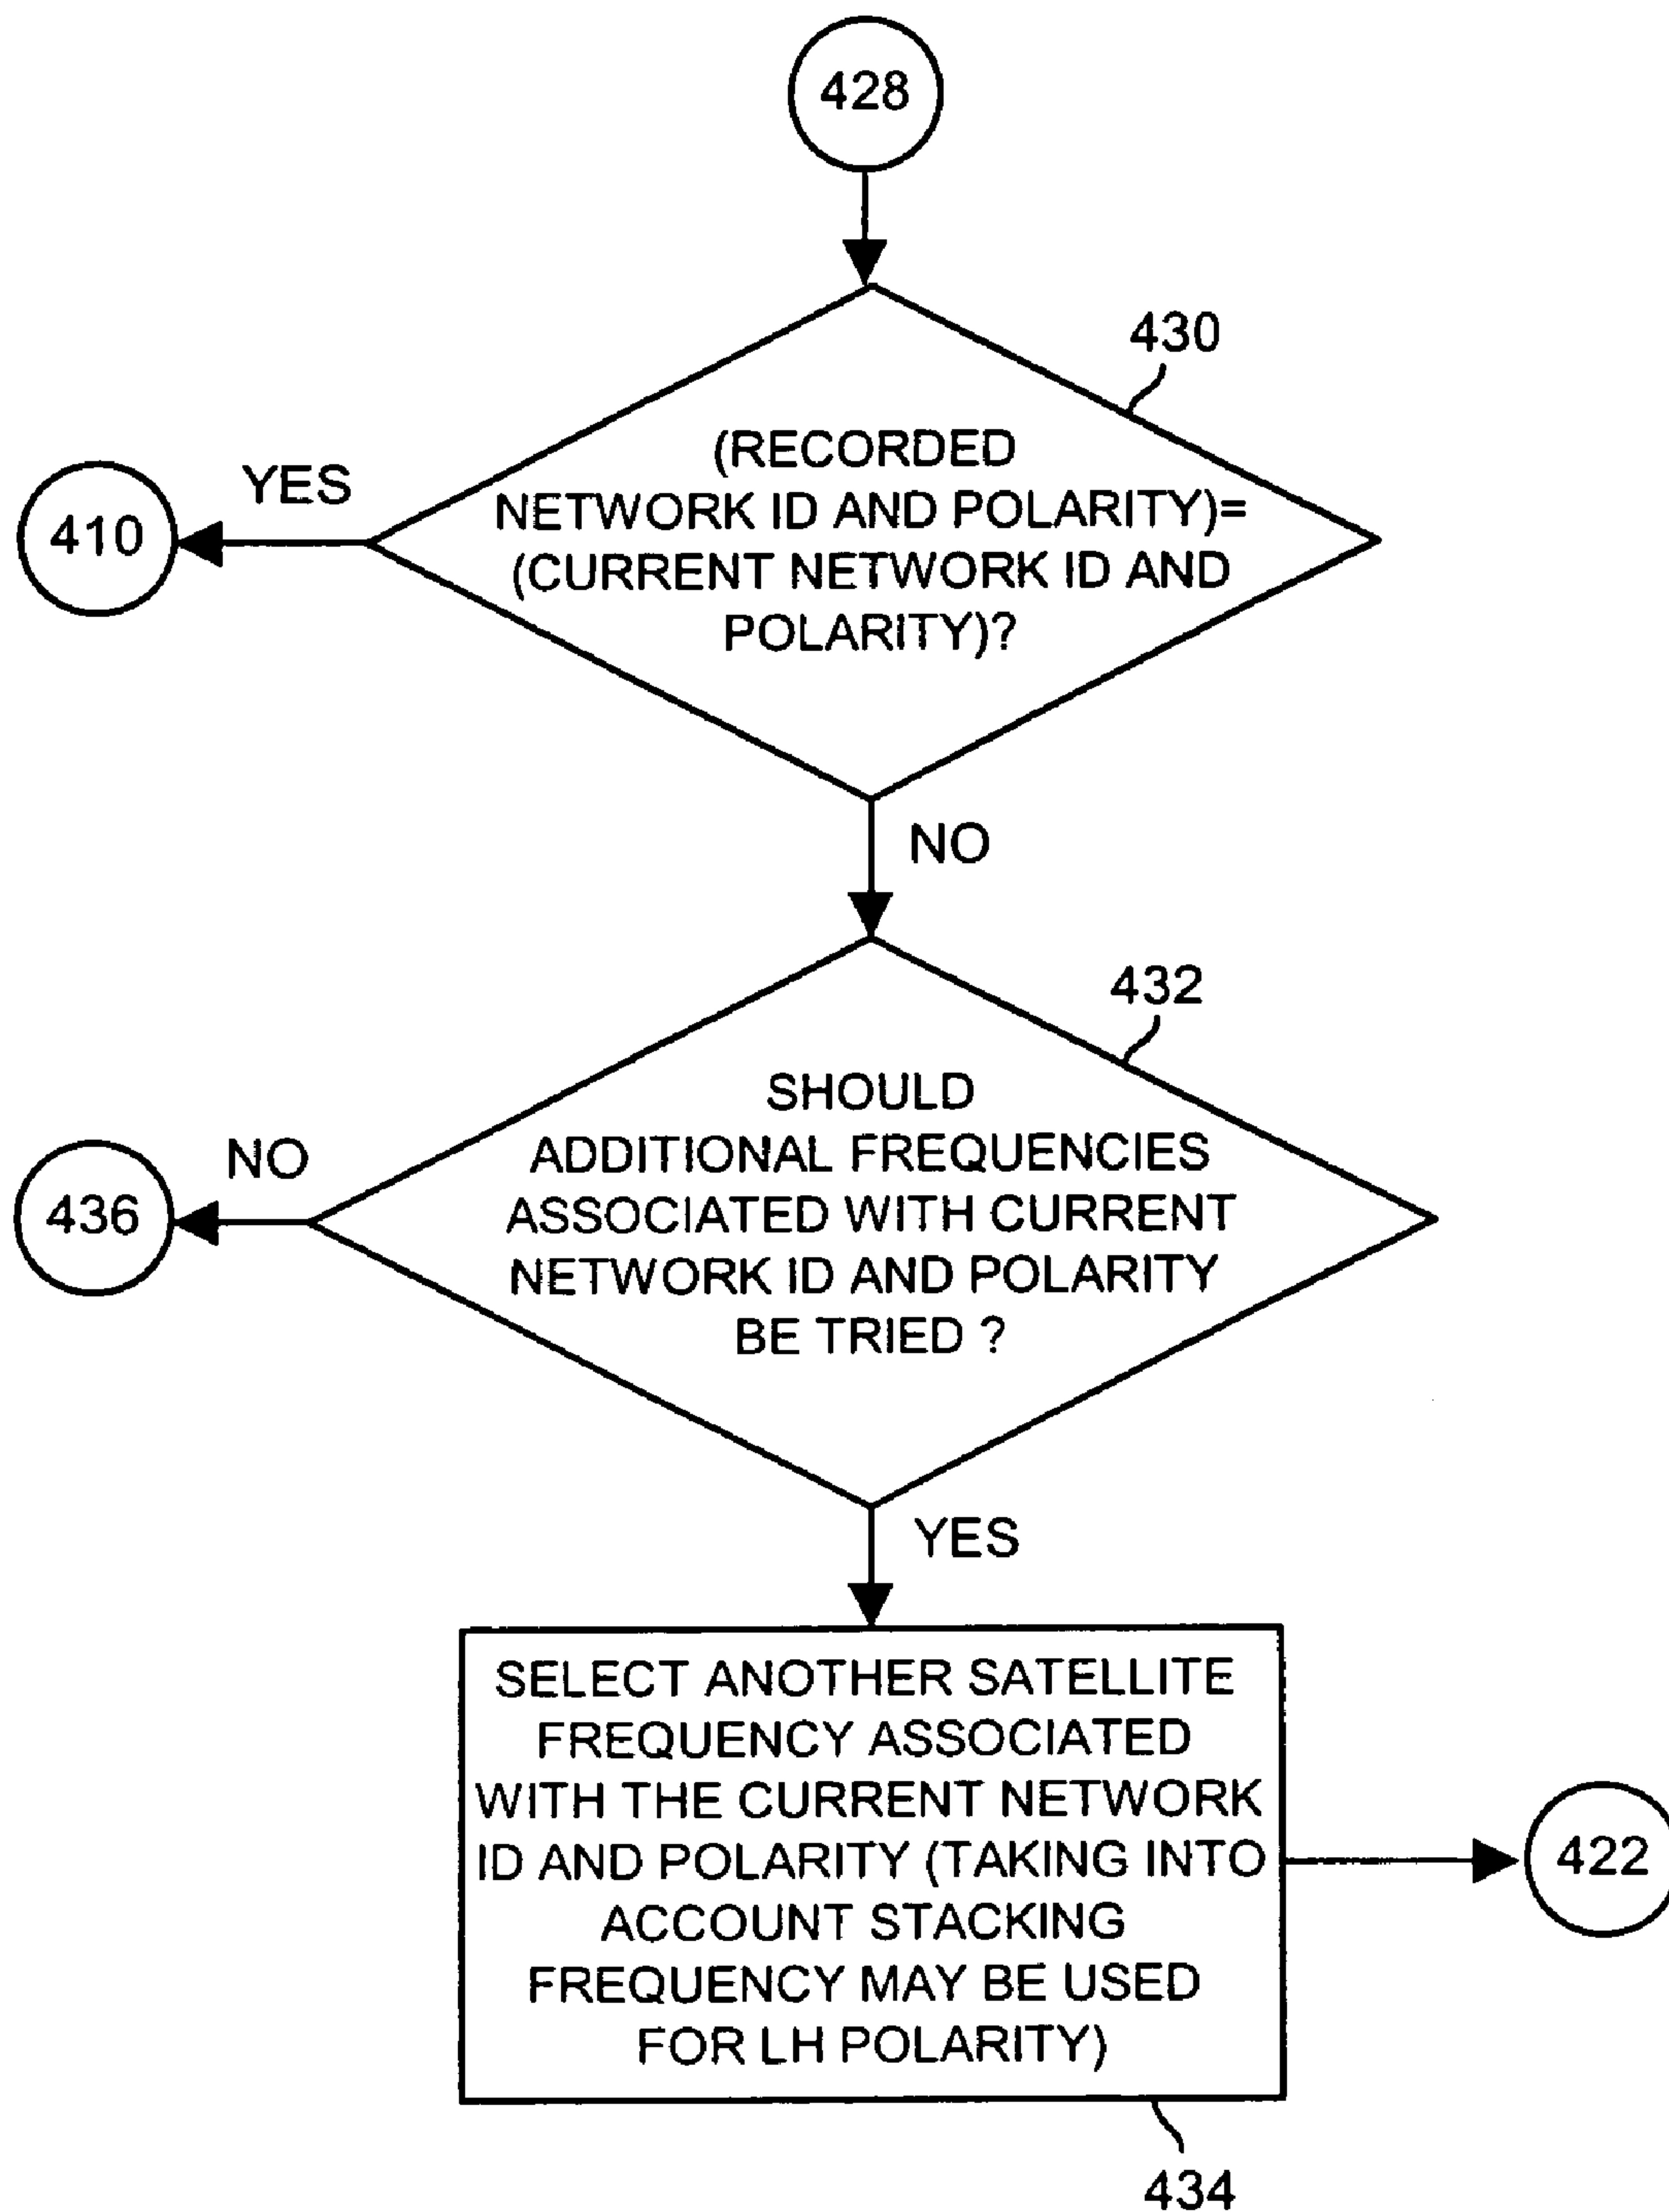 428
430
(RECORDED
NETWORK ID AND POLARITY)=
(CURRENT NETWORK ID AND
POLARITY)?
YES
410
NO
432
SHOULD
ADDITIONAL FREQUENCIES
ASSOCIATED WITH CURRENT
NETWORK ID AND POLARITY
BE TRIED ?
NO
436
YES
SELECT ANOTHER SATELLITE
FREQUENCY ASSOCIATED
WITH THE CURRENT NETWORK
ID AND POLARITY (TAKING INTO
ACCOUNT STACKING
FREQUENCY MAY BE USED
FOR LH POLARITY)
422
434